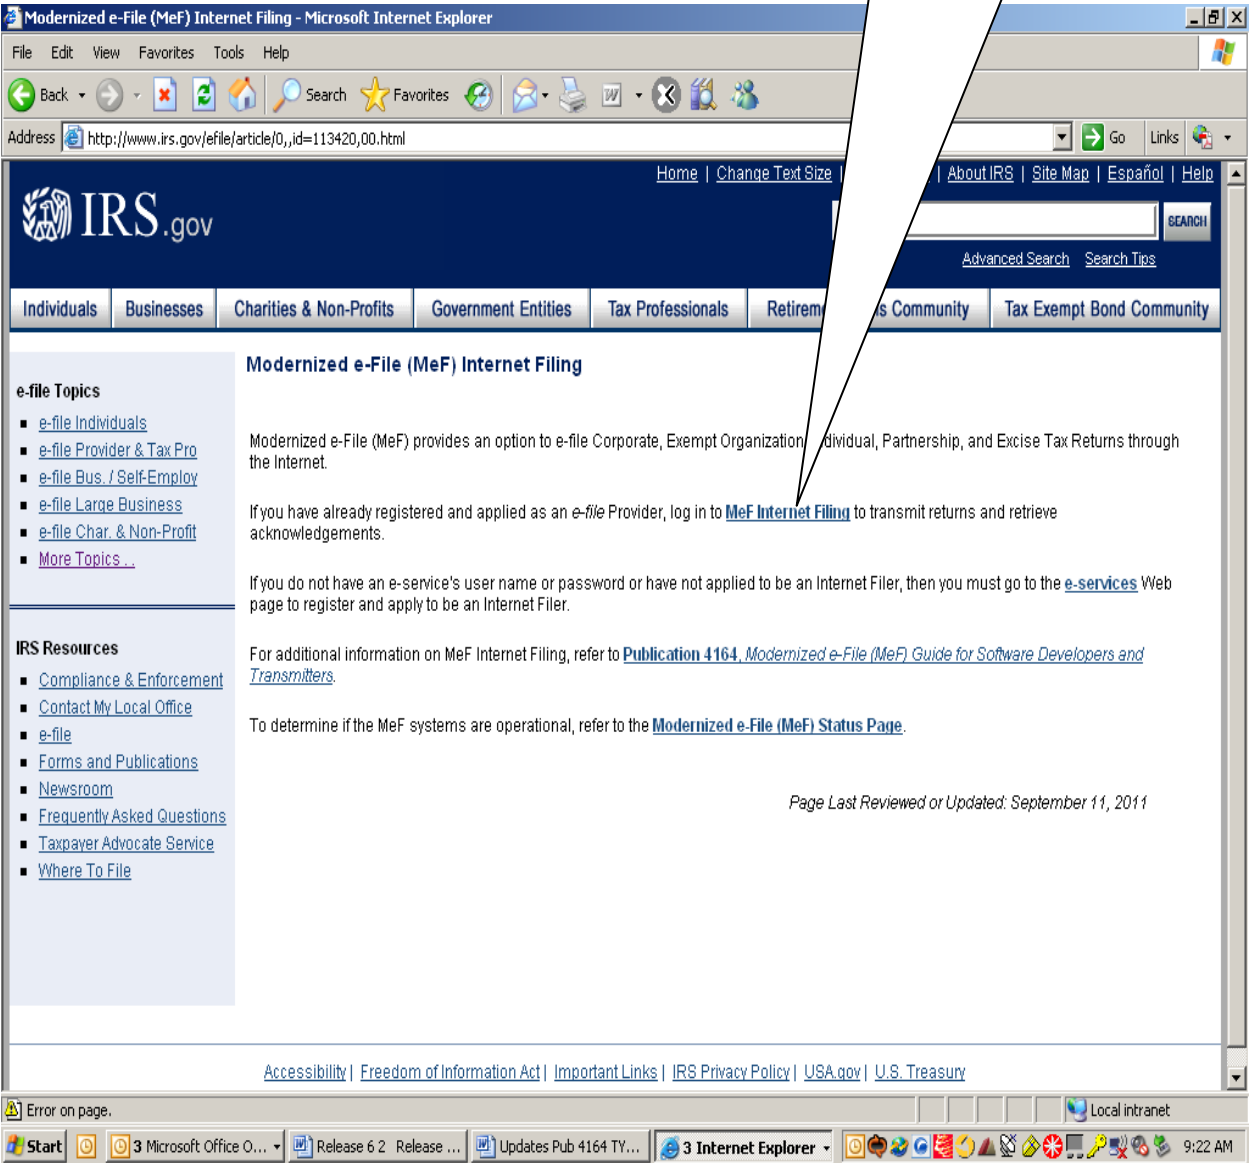 Modernized e-File (MeF) Internet Filing - Microsoft Internet Explorer
File Edit View Favorites Tools Help
Back Search Favorites
Address http://www.irs.gov/efile/article/0,,id=113420,00.html Go Links
Home | Change Text Size | | About IRS | Site Map | Español | Help
IRS.gov
SEARCH
Advanced Search Search Tips
Individuals Businesses Charities & Non-Profits Government Entities Tax Professionals Community Tax Exempt Bond Community
Modernized e-File (MeF) Internet Filing
e-file Topics
e-file Individuals
e-file Provider & Tax Pro
e-file Bus. / Self-Employ
e-file Large Business
e-file Char. & Non-Profit
More Topics . .
Modernized e-File (MeF) provides an option to e-file Corporate, Exempt Organization, Individual, Partnership, and Excise Tax Returns through
the Internet.
If you have already registered and applied as an e-file Provider, log in to MeF Internet Filing to transmit returns and retrieve
acknowledgements.
If you do not have an e-service's user name or password or have not applied to be an Internet Filer, then you must go to the e-services Web
page to register and apply to be an Internet Filer.
For additional information on MeF Internet Filing, refer to Publication 4164, Modernized e-File (MeF) Guide for Software Developers and
Transmitters.
To determine if the MeF systems are operational, refer to the Modernized e-File (MeF) Status Page.
Page Last Reviewed or Updated: September 11, 2011
IRS Resources
Compliance & Enforcement
Contact My Local Office
e-file
Forms and Publications
Newsroom
Frequently Asked Questions
Taxpayer Advocate Service
Where To File
Accessibility | Freedom of Information Act | Important Links | IRS Privacy Policy | USA.gov | U.S. Treasury
Error on page. Local intranet
Start 3 Microsoft Office O... Release 6 2 Release ... Updates Pub 4164 TY... 3 Internet Explorer 9:22 AM